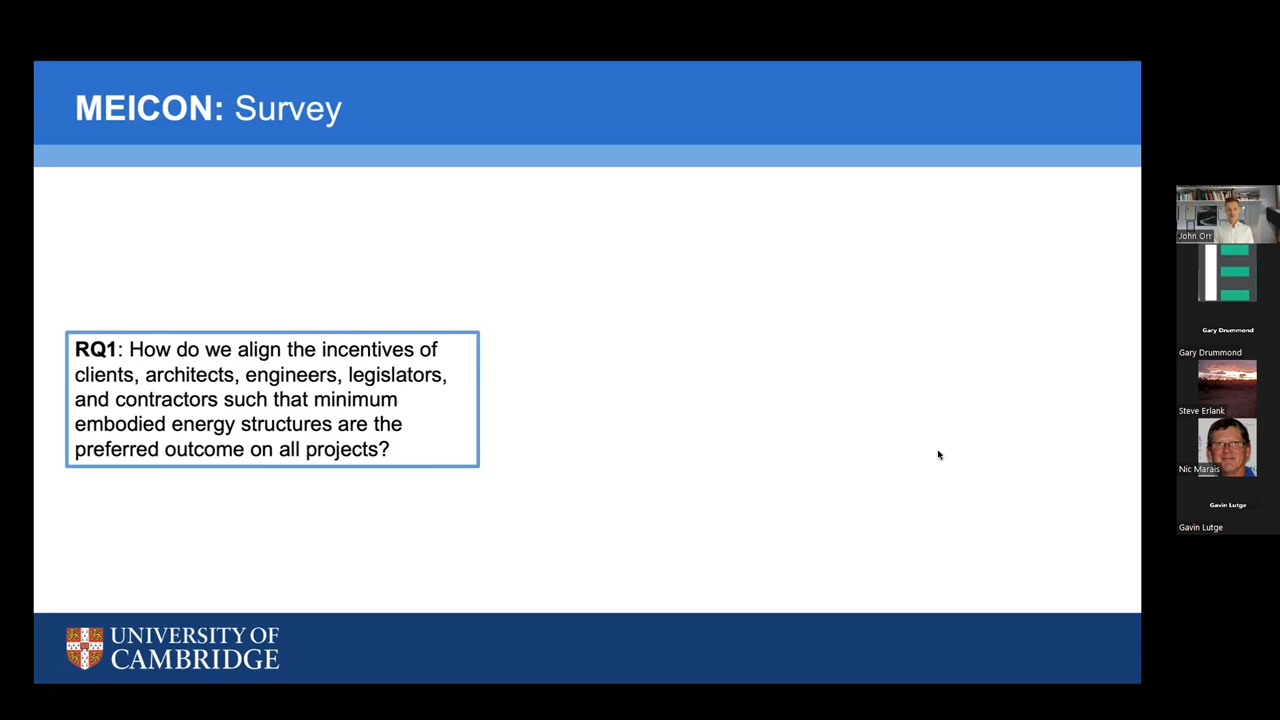 MEICON: Survey
RQ1: How do we align the incentives of
clients, architects, engineers, legislators,
and contractors such that minimum
embodied energy structures are the
preferred outcome on all projects?
UNIVERSITY OF
CAMBRIDGE
John Orr
Gary Drummond
Gary Drummond
Steve Erlank
Nic Marais
Gavin Lutge
Gavin Lutge